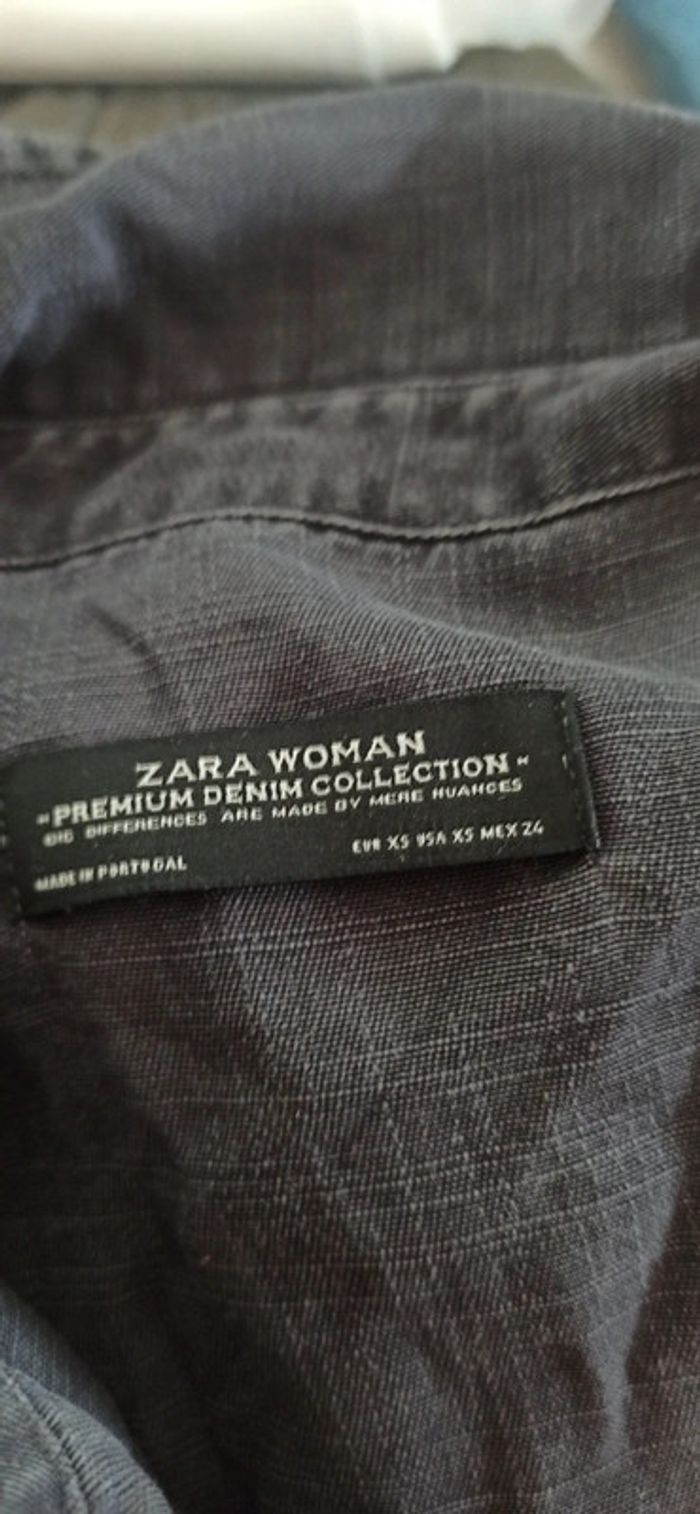 ZARA WOMAN
"PREMIUM DENIM COLLECTION"
BIG DIFFERENCES ARE MADE BY MERE NUANCES
EUR XS USA XS MEX 24
MADE IN PORTUGAL